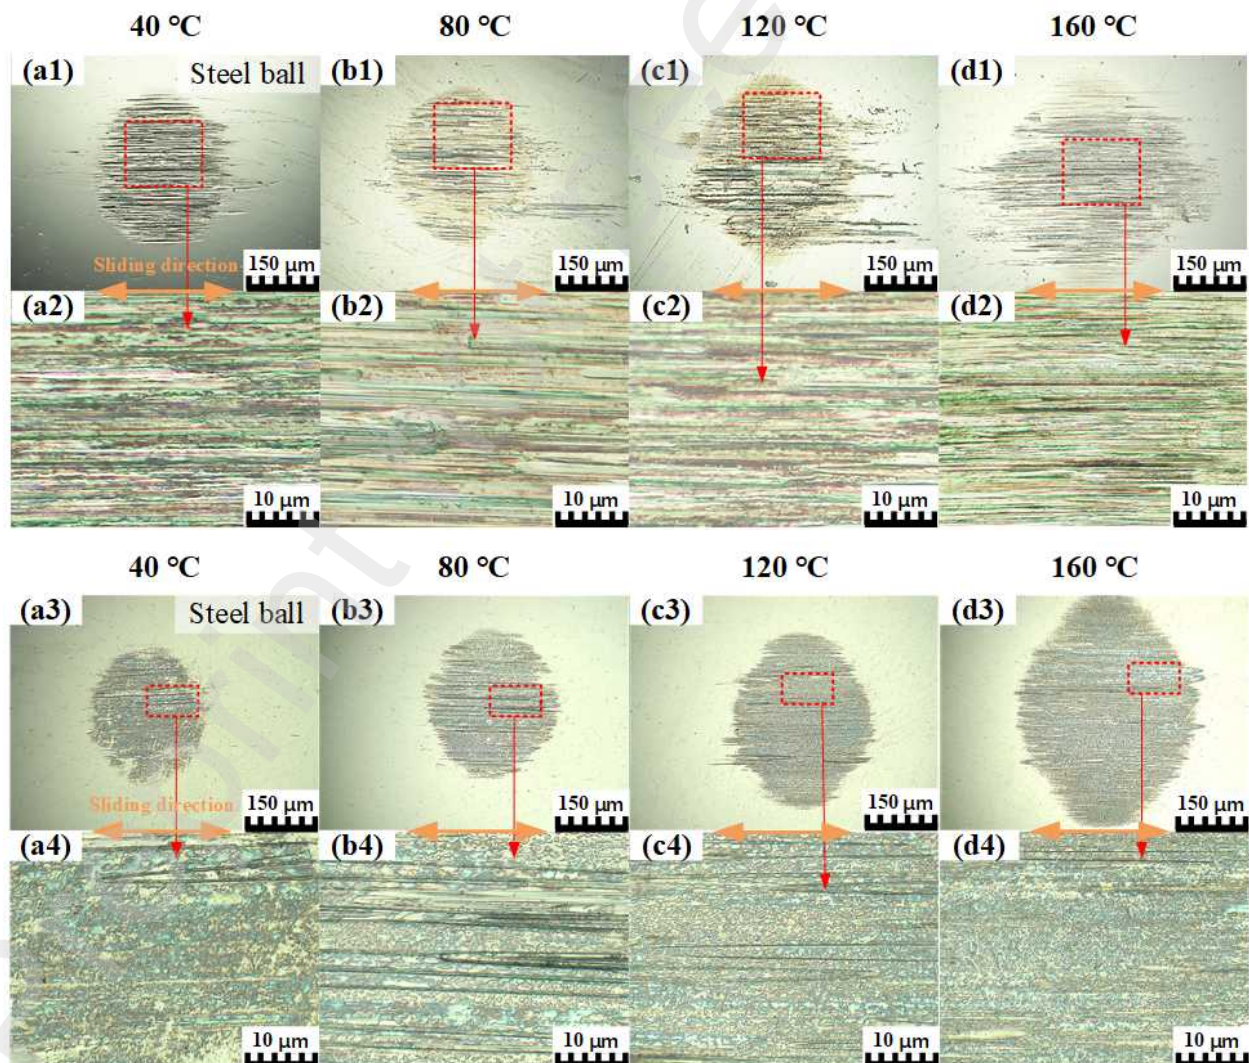 40 °C 80 °C 120 °C 160 °C
(a1) Steel ball (b1) (c1) (d1)
150 μm 150 μm 150 μm 150 μm
Sliding direction
(a2) (b2) (c2) (d2)
10 μm 10 μm 10 μm 10 μm
40 °C 80 °C 120 °C 160 °C
(a3) Steel ball (b3) (c3) (d3)
150 μm 150 μm 150 μm 150 μm
Sliding direction
(a4) (b4) (c4) (d4)
10 μm 10 μm 10 μm 10 μm